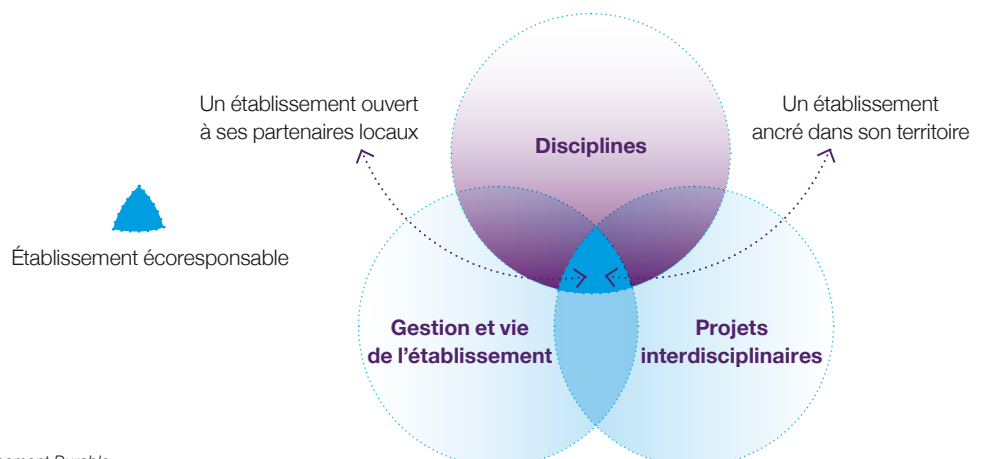 Un établissement ouvert
à ses partenaires locaux
Un établissement
ancré dans son territoire
Disciplines
Établissement écoresponsable
Gestion et vie
de l’établissement
Projets
interdisciplinaires
Durable